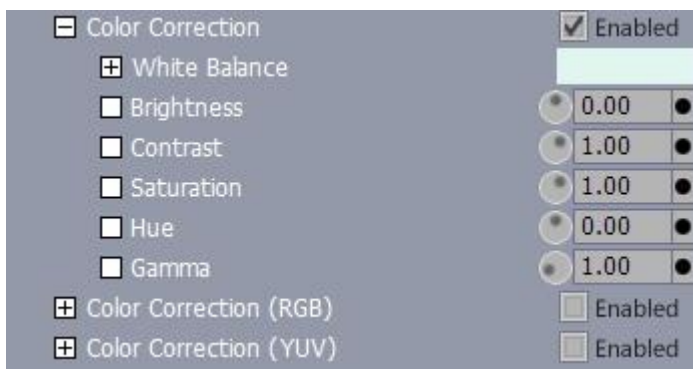 Color Correction Enabled
White Balance
Brightness 0.00
Contrast 1.00
Saturation 1.00
Hue 0.00
Gamma 1.00
Color Correction (RGB) Enabled
Color Correction (YUV) Enabled